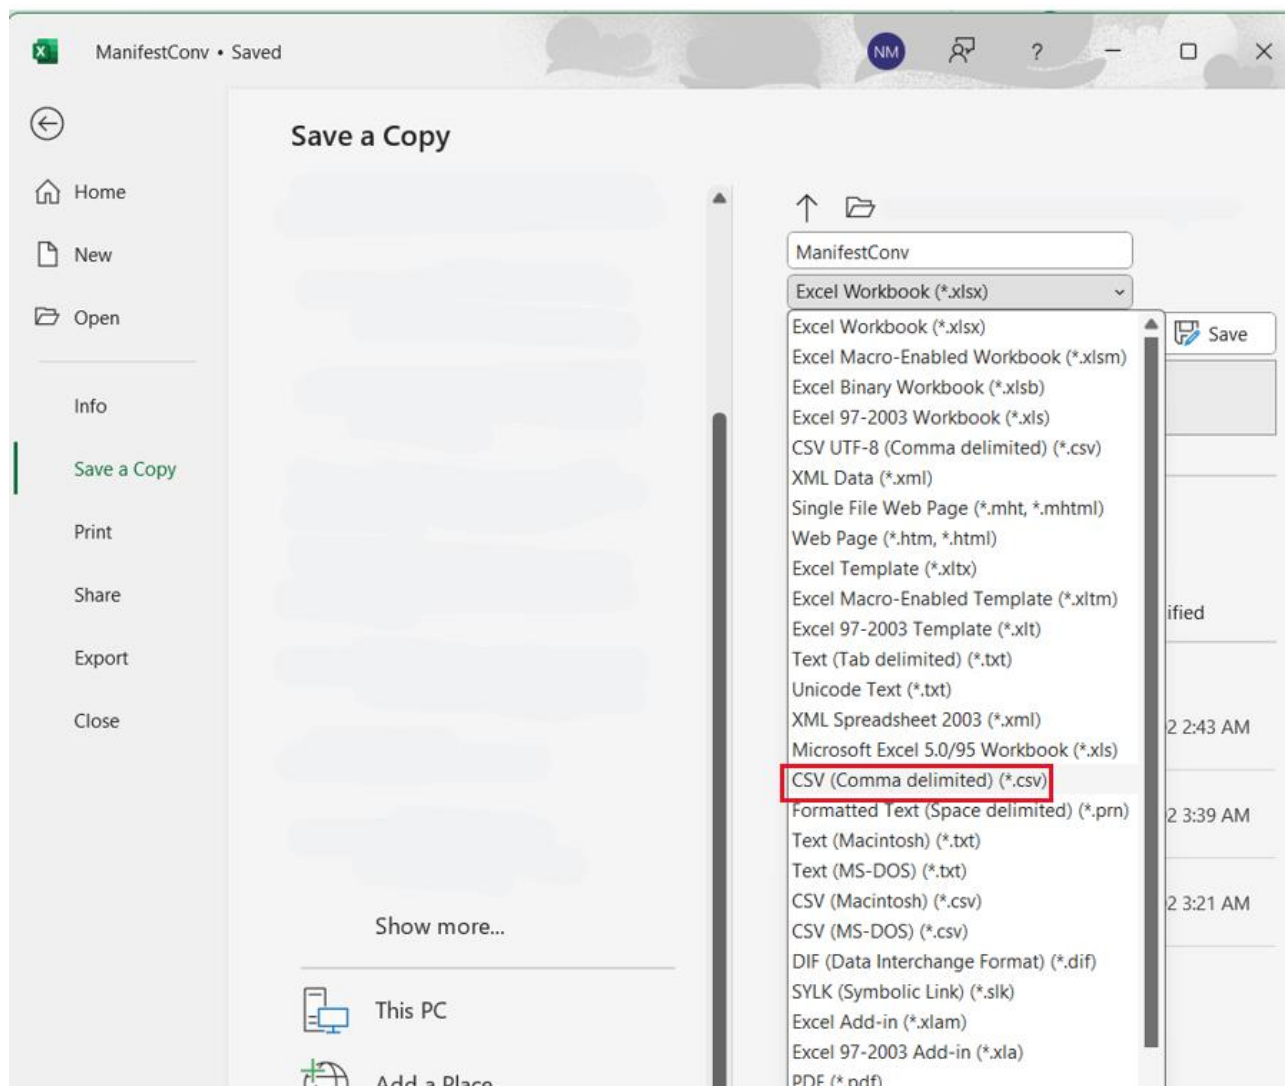 ManifestConv • Saved
NM
?
Save a Copy
Home
New
Open
Info
Save a Copy
Print
Share
Export
Close
Show more...
This PC
Add a Place
ManifestConv
Excel Workbook (*.xlsx)
Excel Workbook (*.xlsx)
Save
Excel Macro-Enabled Workbook (*.xlsm)
Excel Binary Workbook (*.xlsb)
Excel 97-2003 Workbook (*.xls)
CSV UTF-8 (Comma delimited) (*.csv)
XML Data (*.xml)
Single File Web Page (*.mht, *.mhtml)
Web Page (*.htm, *.html)
Excel Template (*.xltx)
Excel Macro-Enabled Template (*.xltm)
Excel 97-2003 Template (*.xlt)
Text (Tab delimited) (*.txt)
Unicode Text (*.txt)
XML Spreadsheet 2003 (*.xml)
Microsoft Excel 5.0/95 Workbook (*.xls)
CSV (Comma delimited) (*.csv)
Formatted Text (Space delimited) (*.prn)
Text (Macintosh) (*.txt)
Text (MS-DOS) (*.txt)
CSV (Macintosh) (*.csv)
CSV (MS-DOS) (*.csv)
DIF (Data Interchange Format) (*.dif)
SYLK (Symbolic Link) (*.slk)
Excel Add-in (*.xlam)
Excel 97-2003 Add-in (*.xla)
PDF (*.pdf)
ified
2 2:43 AM
2 3:39 AM
2 3:21 AM